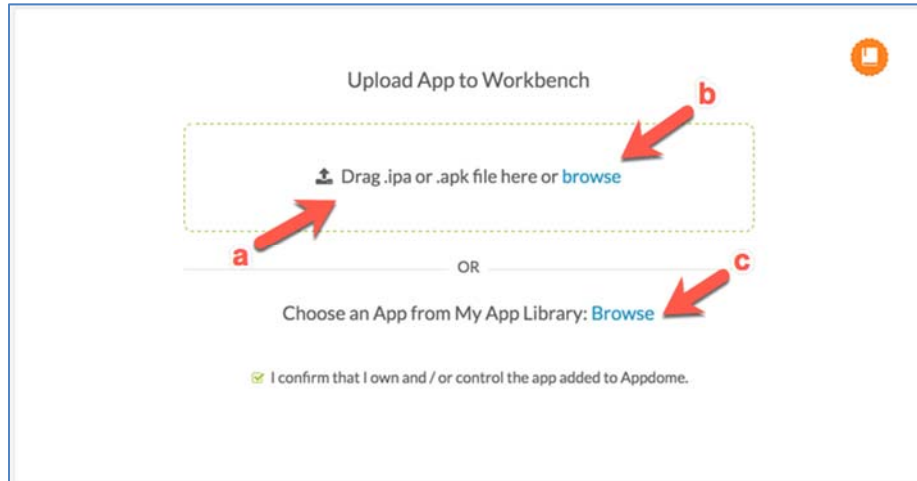 Upload App to Workbench
b
Drag .ipa or .apk file here or browse
a
OR
c
Choose an App from My App Library: Browse
I confirm that I own and / or control the app added to Appdome.